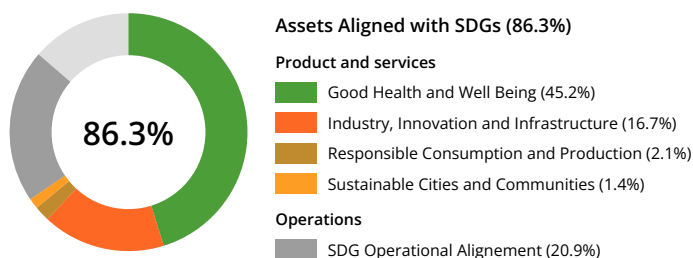 86.3%
Assets Aligned with SDGs (86.3%)
Product and services
Good Health and Well Being (45.2%)
Industry, Innovation and Infrastructure (16.7%)
Responsible Consumption and Production (2.1%)
Sustainable Cities and Communities (1.4%)
Operations
SDG Operational Alignement (20.9%)